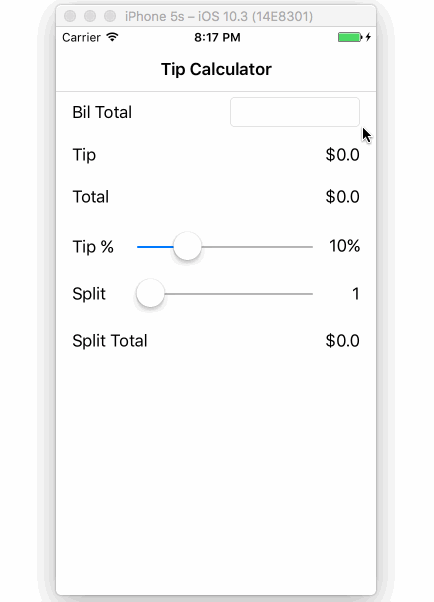 iPhone 5s – iOS 10.3 (14E8301)
Carrier 8:17 PM
Tip Calculator
Bil Total
Tip $0.0
Total $0.0
Tip % 10%
Split 1
Split Total $0.0